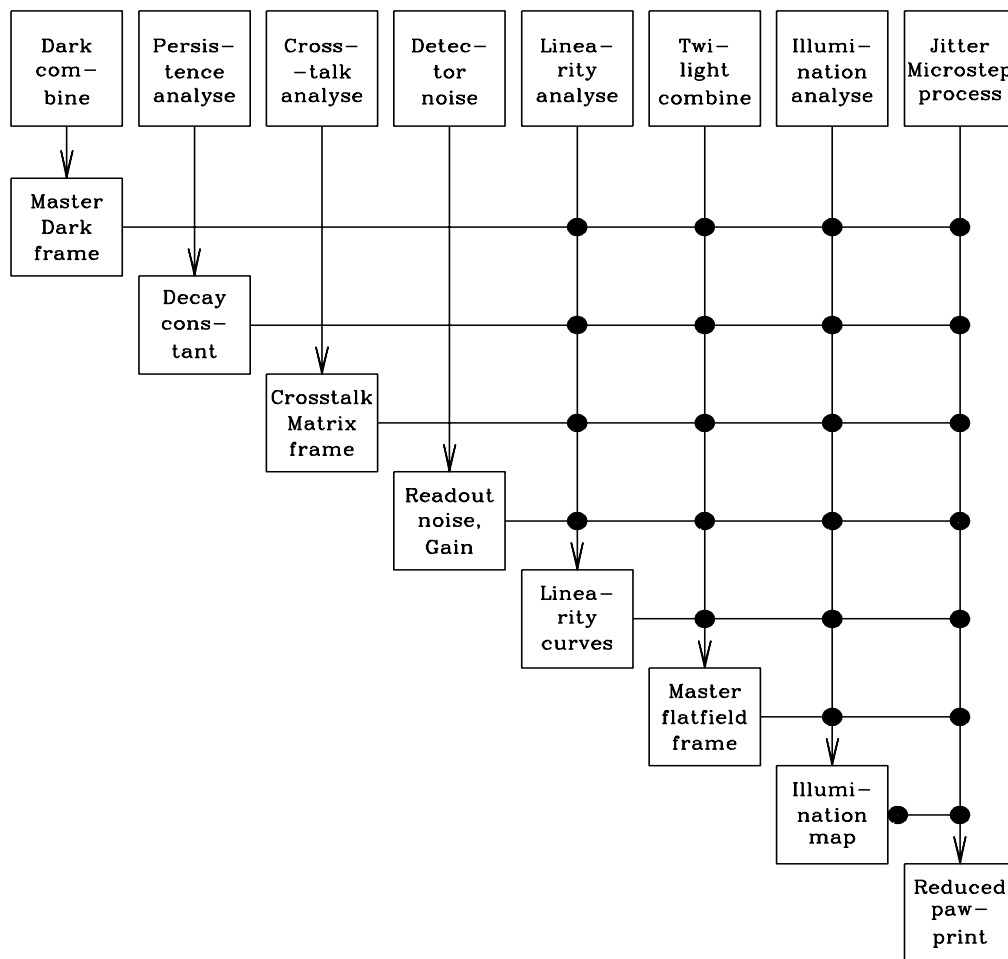 Dark
com-
bine
Persis-
tence
analyse
Cross-
-talk
analyse
Detec-
tor
noise
Linea-
rity
analyse
Twi-
light
combine
Illumi-
nation
analyse
Jitter
Microstep
process
Master
Dark
frame
Decay
cons-
tant
Crosstalk
Matrix
frame
Readout
noise,
Gain
Linea-
rity
curves
Master
flatfield
frame
Illumi-
nation
map
Reduced
paw-
print